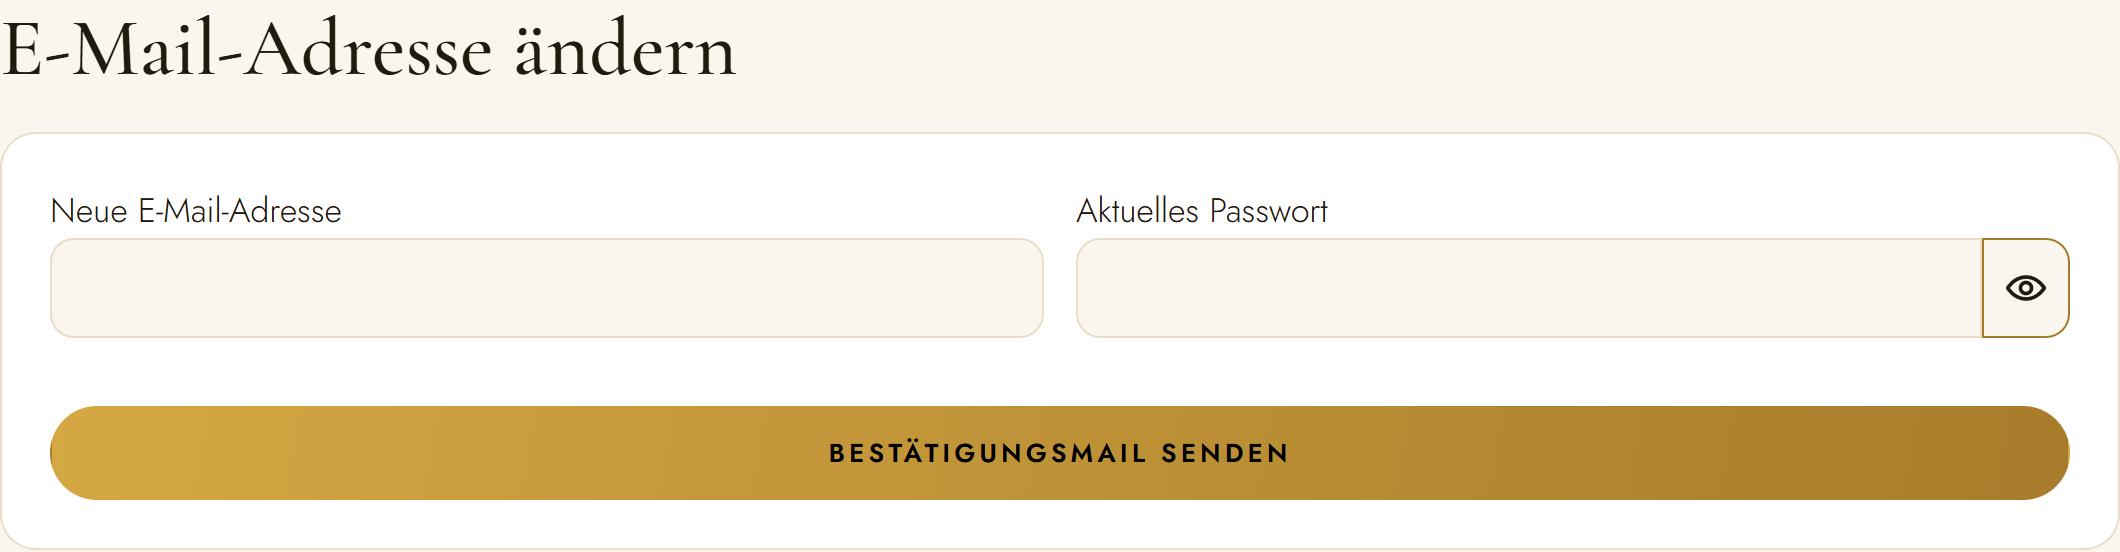 E-Mail-Adresse ändern
Neue E-Mail-Adresse
Aktuelles Passwort
BESTÄTIGUNGSMAIL SENDEN